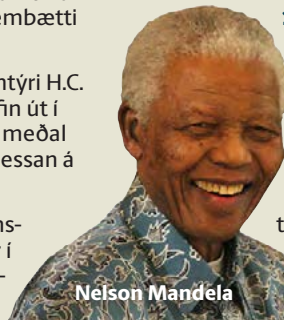 embætti
ntýri H.C.
fin út í
meðal
essan á
ns-
í
-
t
Nelson Mandela